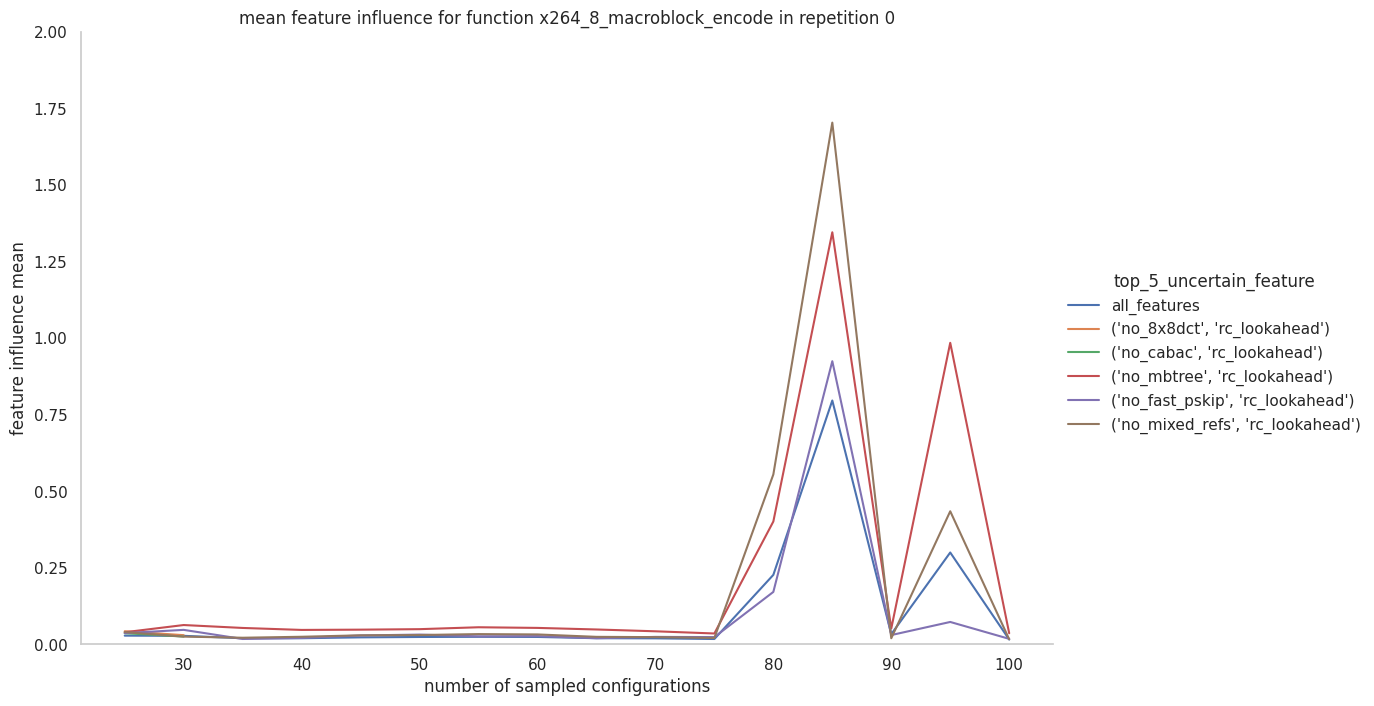 mean feature influence for function x264_8_macroblock_encode in repetition 0
2.00
1.75
1.50
1.25
1.00
0.75
0.50
0.25
0.00
feature influence mean
30 40 50 60 70 80 90 100
number of sampled configurations
top_5_uncertain_feature
all_features
('no_8x8dct', 'rc_lookahead')
('no_cabac', 'rc_lookahead')
('no_mbtree', 'rc_lookahead')
('no_fast_pskip', 'rc_lookahead')
('no_mixed_refs', 'rc_lookahead')